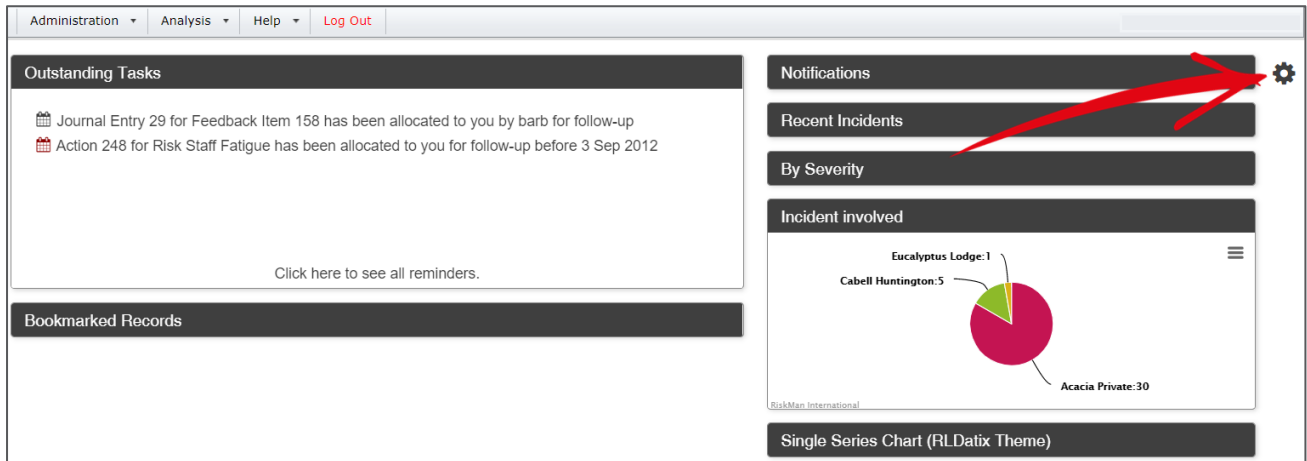 Administration
Analysis
Help
Log Out
Outstanding Tasks
Journal Entry 29 for Feedback Item 158 has been allocated to you by barb for follow-up
Action 248 for Risk Staff Fatigue has been allocated to you for follow-up before 3 Sep 2012
Click here to see all reminders.
Bookmarked Records
Notifications
Recent Incidents
By Severity
Incident involved
Eucalyptus Lodge:1
Cabell Huntington:5
Acacia Private:30
RiskMan International
Single Series Chart (RLDatix Theme)